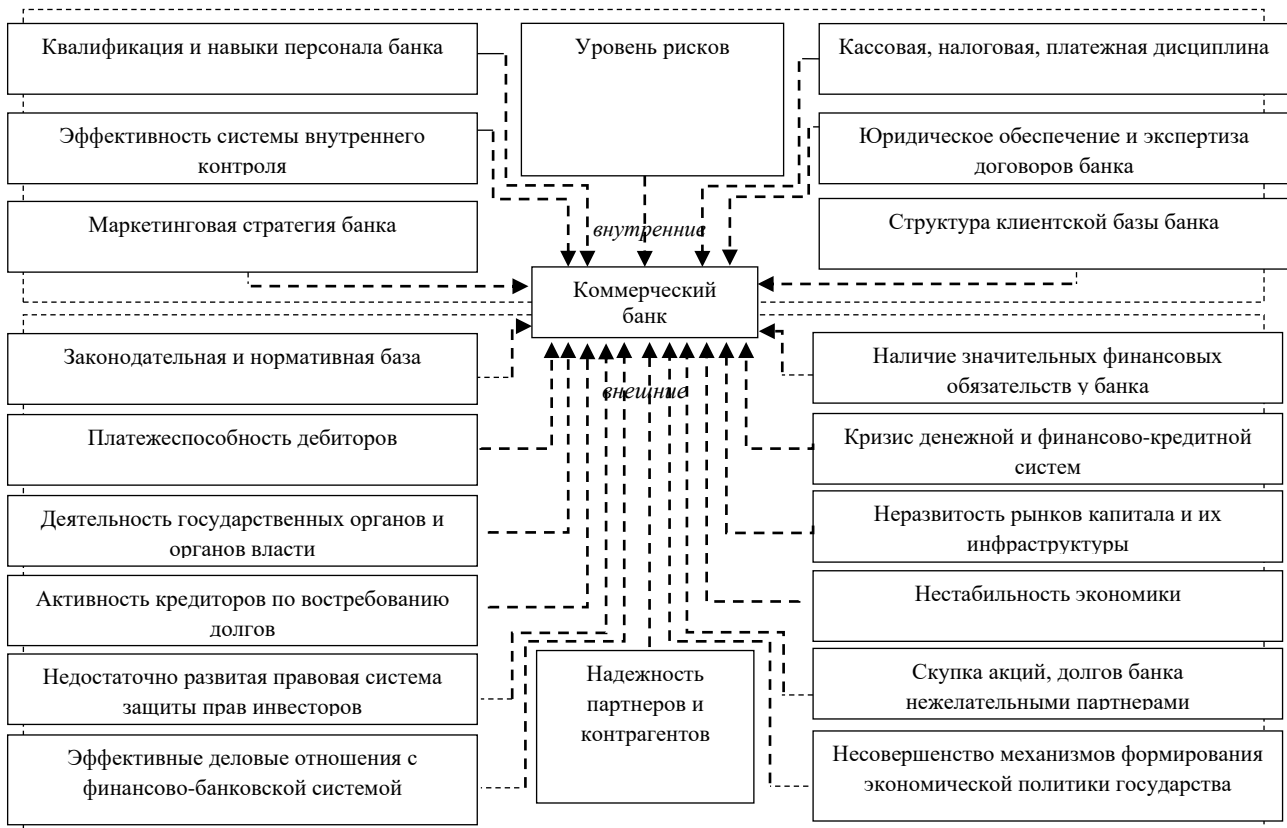 Квалификация и навыки персонала банка
Уровень рисков
Кассовая, налоговая, платежная дисциплина
Эффективность системы внутреннего
контроля
Юридическое обеспечение и экспертиза
договоров банка
Маркетинговая стратегия банка
внутренние
Структура клиентской базы банка
Коммерческий
банк
Законодательная и нормативная база
внешние
Наличие значительных финансовых
обязательств у банка
Платежеспособность дебиторов
Кризис денежной и финансово-кредитной
систем
Деятельность государственных органов и
органов власти
Неразвитость рынков капитала и их
инфраструктуры
Активность кредиторов по востребованию
долгов
Нестабильность экономики
Недостаточно развитая правовая система
защиты прав инвесторов
Надежность
партнеров и
контрагентов
Скупка акций, долгов банка
нежелательными партнерами
Эффективные деловые отношения с
финансово-банковской системой
Несовершенство механизмов формирования
экономической политики государства